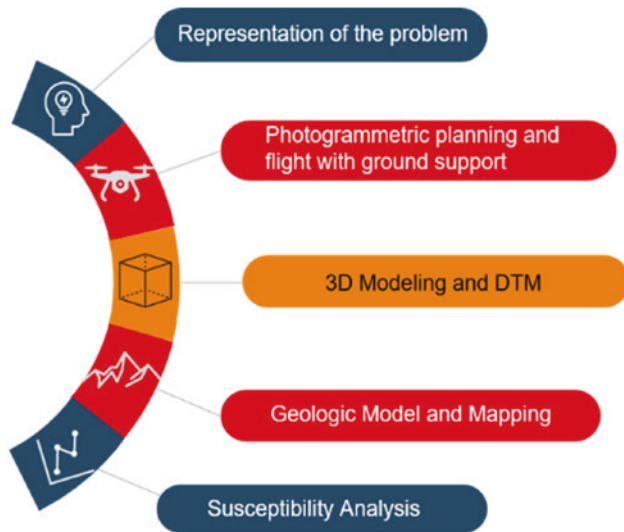 Representation of the problem
Photogrammetric planning and
flight with ground support
3D Modeling and DTM
Geologic Model and Mapping
Susceptibility Analysis